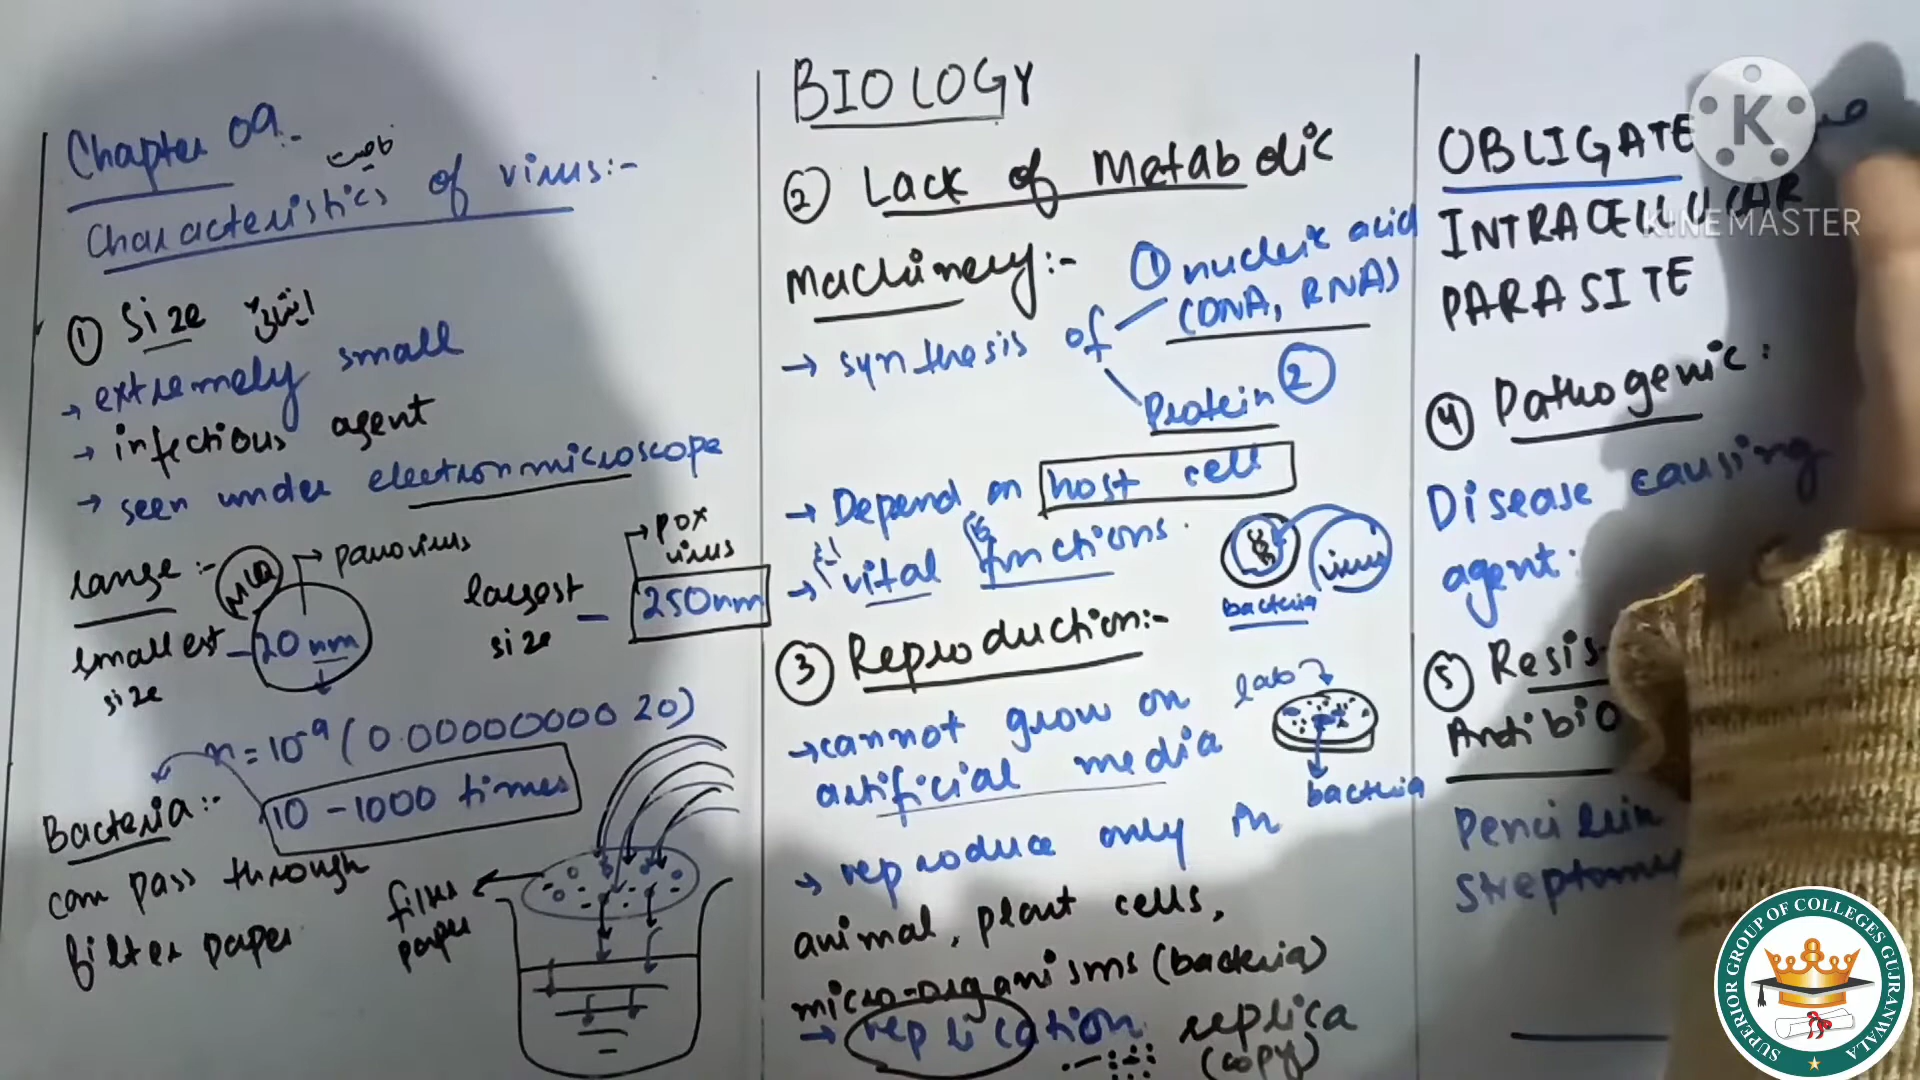 BIOLOGY
Chapter 09:-
Characteristics of virus:-
① Size
→ extremely small
→ infectious agent
→ seen under electron microscope
range:-
MCQ
→ parvovirus
smallest size - 20 nm
largest size - 250nm
→ pox virus
n = 10⁻⁹ (0.00000000020)
10-1000 times
Bacteria:-
can pass through
filter paper
filter paper
② Lack of Metabolic
Machinery:-
→ synthesis of
① nucleic acid
(DNA, RNA)
Protein ②
→ Depend on host cell
→ vital functions.
virus
bacteria
③ Reproduction:-
→ cannot grow on
artificial media
lab
bacteria
→ reproduce only in
animal, plant cells,
micro-organisms (bacteria)
→ replication replica
(copy)
OBLIGATE
INTRACELLULAR
PARASITE
④ Pathogenic:
Disease causing
agent:
⑤ Resis
Antibio
Pencilin
Streptom
K
KINEMASTER
SUPERIOR GROUP OF COLLEGES GUJRANWALA